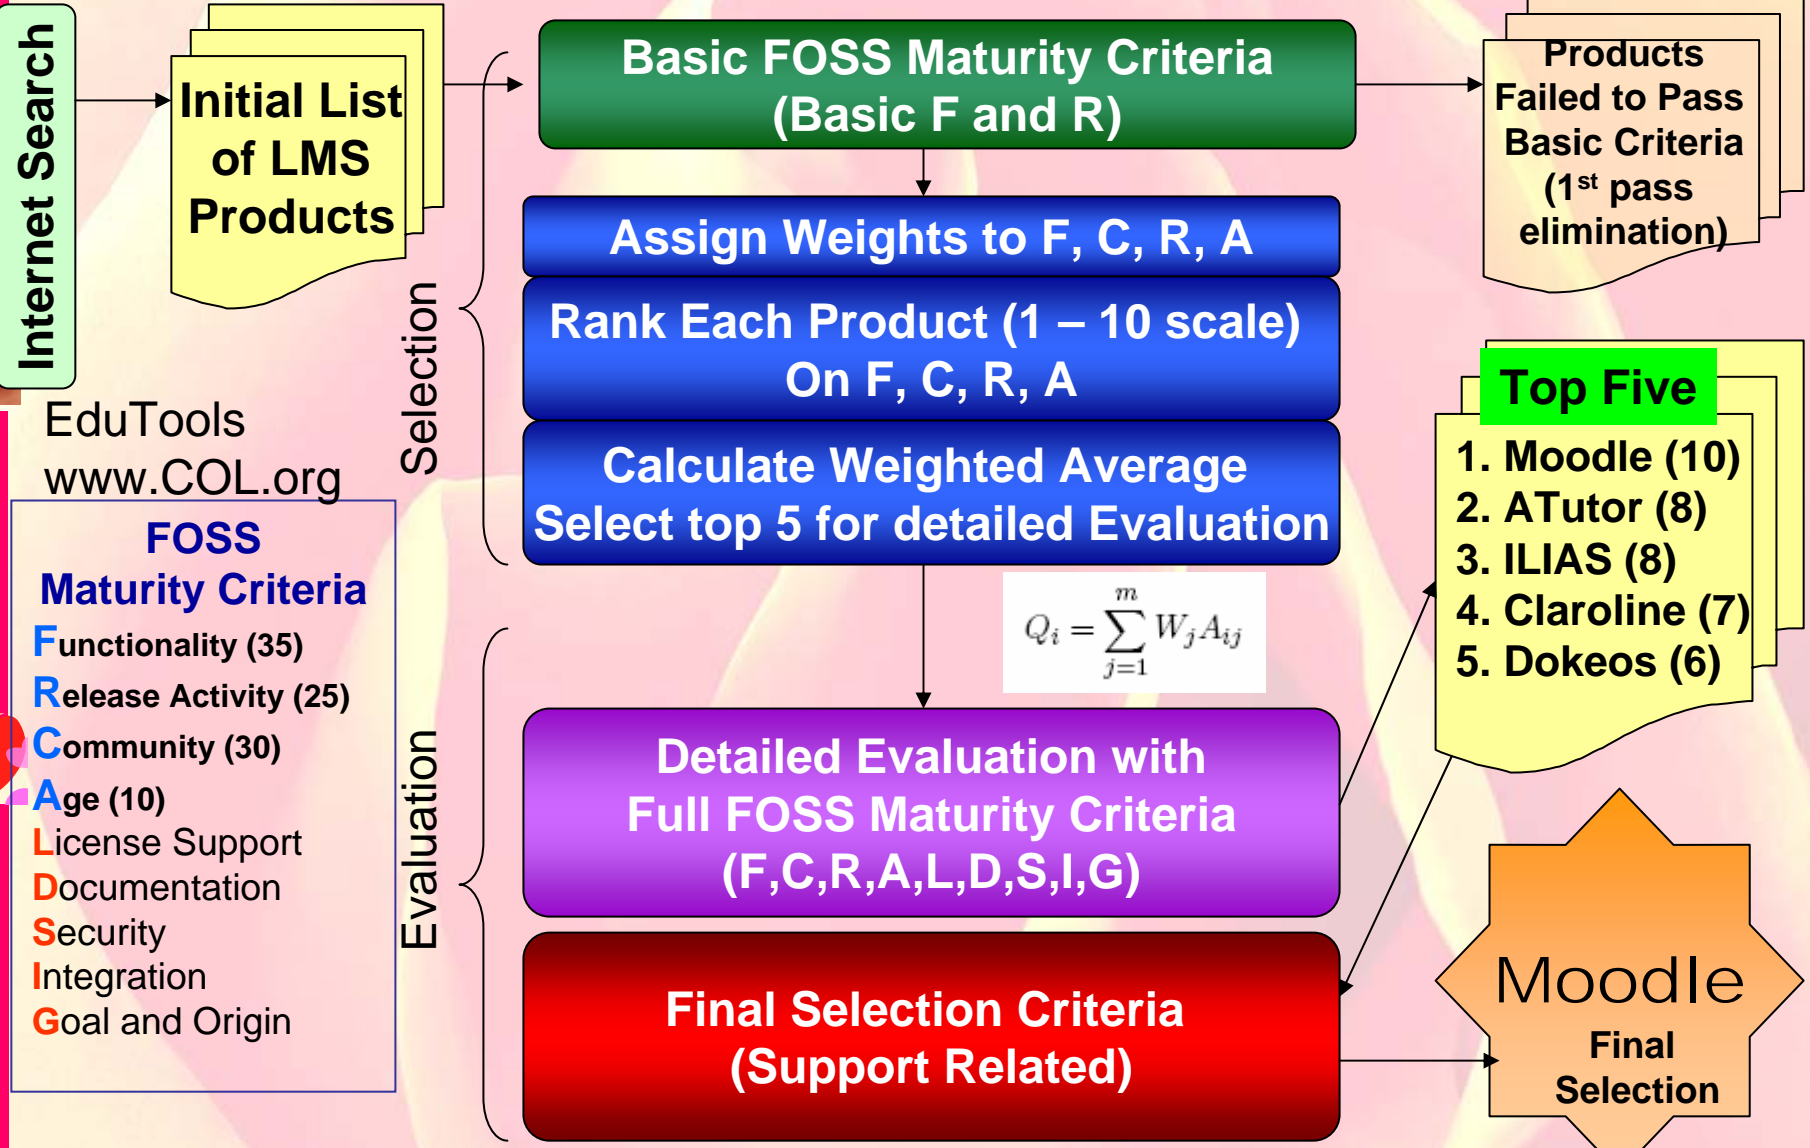 Internet Search
Initial List
of LMS
Products
Basic FOSS Maturity Criteria
(Basic F and R)
Products
Failed to Pass
Basic Criteria
(1st pass
elimination)
Selection
Assign Weights to F, C, R, A
Rank Each Product (1 – 10 scale)
On F, C, R, A
Calculate Weighted Average
Select top 5 for detailed Evaluation
EduTools
www.COL.org
FOSS
Maturity Criteria
Functionality (35)
Release Activity (25)
Community (30)
Age (10)
License Support
Documentation
Security
Integration
Goal and Origin
Q_i = \sum_{j=1}^{m} W_j A_{ij}
Top Five
1. Moodle (10)
2. ATutor (8)
3. ILIAS (8)
4. Claroline (7)
5. Dokeos (6)
Evaluation
Detailed Evaluation with
Full FOSS Maturity Criteria
(F,C,R,A,L,D,S,I,G)
Final Selection Criteria
(Support Related)
Moodle
Final
Selection